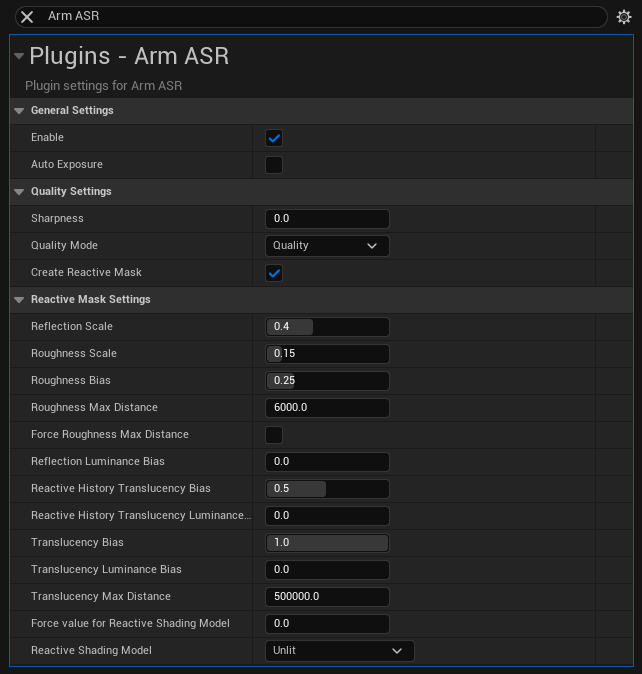 Arm ASR
Plugins - Arm ASR
Plugin settings for Arm ASR
General Settings
Enable
Auto Exposure
Quality Settings
Sharpness 0.0
Quality Mode Quality
Create Reactive Mask
Reactive Mask Settings
Reflection Scale 0.4
Roughness Scale 0.15
Roughness Bias 0.25
Roughness Max Distance 6000.0
Force Roughness Max Distance
Reflection Luminance Bias 0.0
Reactive History Translucency Bias 0.5
Reactive History Translucency Luminance... 0.0
Translucency Bias 1.0
Translucency Luminance Bias 0.0
Translucency Max Distance 500000.0
Force value for Reactive Shading Model 0.0
Reactive Shading Model Unlit